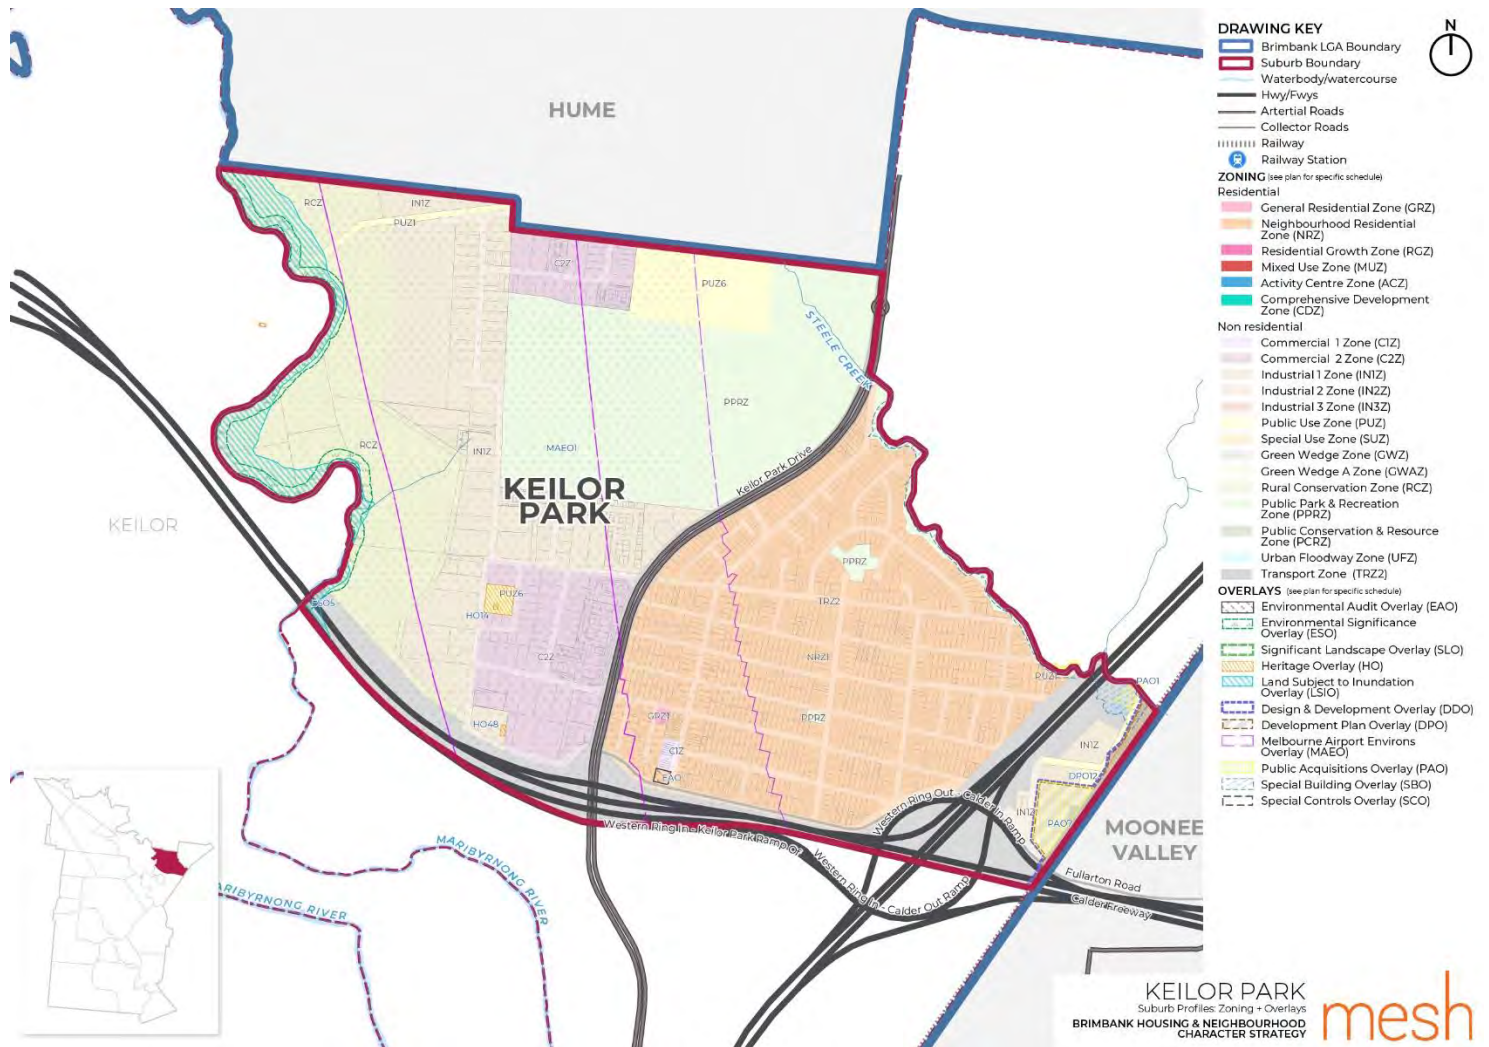 HUME
RCZ
IN1Z
PUZ1
C2Z
PUZ6
STEELE CREEK
PPRZ
RCZ
IN1Z
MAEO1
Keilor Park Drive
KEILOR
PARK
KEILOR
PPRZ
PUZ6
TRZ2
HO14
C2Z
NRZ1
PAO1
HO48
GRZ1
PPRZ
C1Z
IN1Z
EAO
DPO12
IN1Z
Western Ring Out - Calder In Ramp
Western Ring In - Keilor Park Ramp Of
Western Ring In - Calder Out Ramp
MOONEE
VALLEY
Fullarton Road
Calder Freeway
MARIBYRNONG RIVER
ARIBYRNONG RIVER
DRAWING KEY
N
Brimbank LGA Boundary
Suburb Boundary
Waterbody/watercourse
Hwy/Fwys
Artertial Roads
Collector Roads
Railway
Railway Station
ZONING (see plan for specific schedule)
Residential
General Residential Zone (GRZ)
Neighbourhood Residential
Zone (NRZ)
Residential Growth Zone (RGZ)
Mixed Use Zone (MUZ)
Activity Centre Zone (ACZ)
Comprehensive Development
Zone (CDZ)
Non residential
Commercial 1 Zone (C1Z)
Commercial 2 Zone (C2Z)
Industrial 1 Zone (IN1Z)
Industrial 2 Zone (IN2Z)
Industrial 3 Zone (IN3Z)
Public Use Zone (PUZ)
Special Use Zone (SUZ)
Green Wedge Zone (GWZ)
Green Wedge A Zone (GWAZ)
Rural Conservation Zone (RCZ)
Public Park & Recreation
Zone (PPRZ)
Public Conservation & Resource
Zone (PCRZ)
Urban Floodway Zone (UFZ)
Transport Zone (TRZ2)
OVERLAYS (see plan for specific schedule)
Environmental Audit Overlay (EAO)
Environmental Significance
Overlay (ESO)
Significant Landscape Overlay (SLO)
Heritage Overlay (HO)
Land Subject to Inundation
Overlay (LSIO)
Design & Development Overlay (DDO)
Development Plan Overlay (DPO)
Melbourne Airport Environs
Overlay (MAEO)
Public Acquisitions Overlay (PAO)
Special Building Overlay (SBO)
Special Controls Overlay (SCO)
KEILOR PARK
Suburb Profiles: Zoning + Overlays
BRIMBANK HOUSING & NEIGHBOURHOOD
CHARACTER STRATEGY
mesh